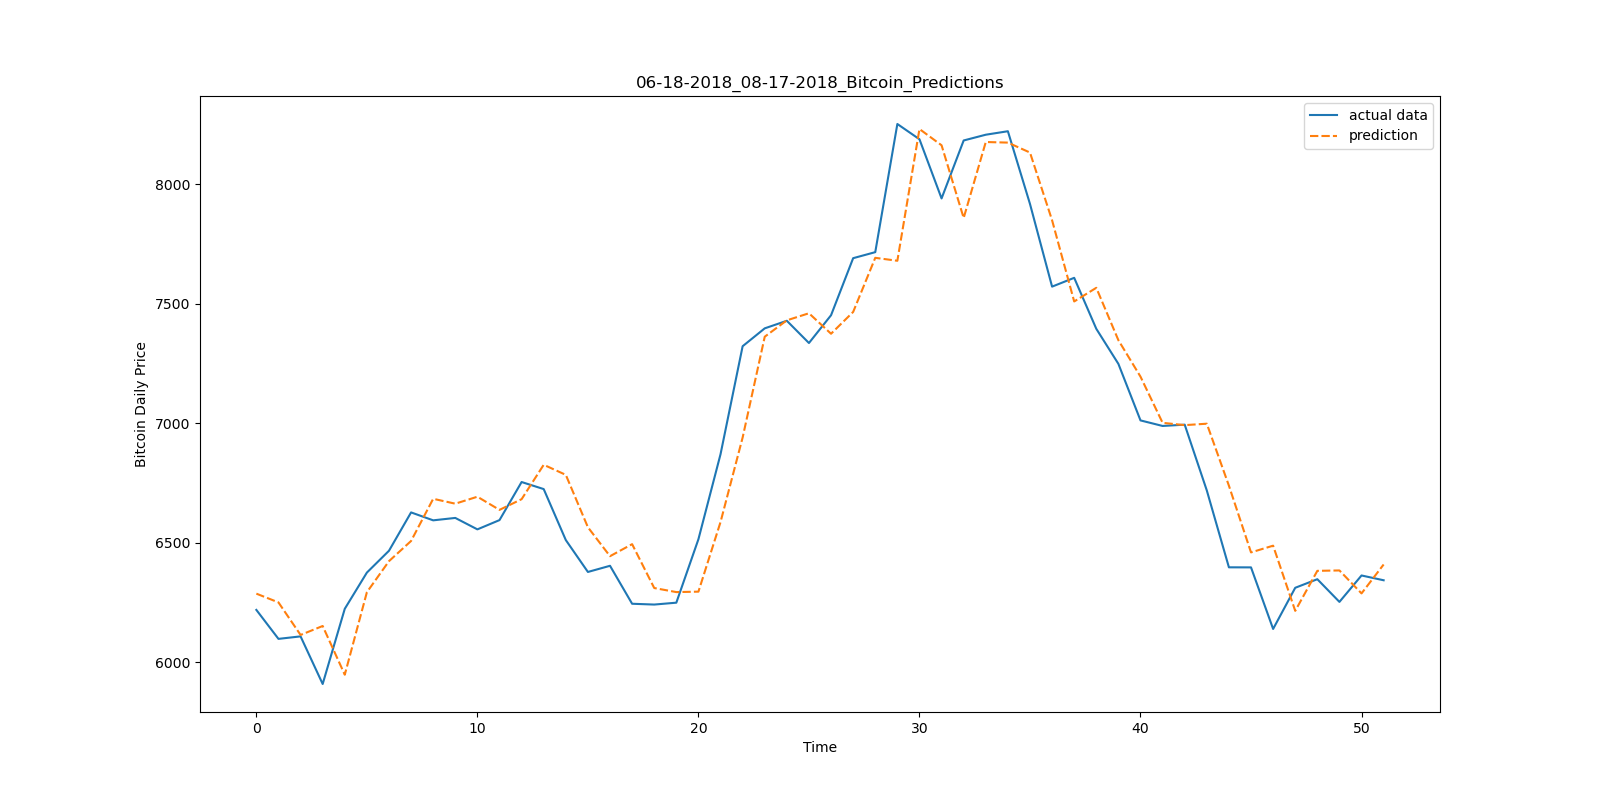 06-18-2018_08-17-2018_Bitcoin_Predictions
actual data
prediction
8000
7500
7000
6500
6000
Bitcoin Daily Price
0 10 20 30 40 50
Time